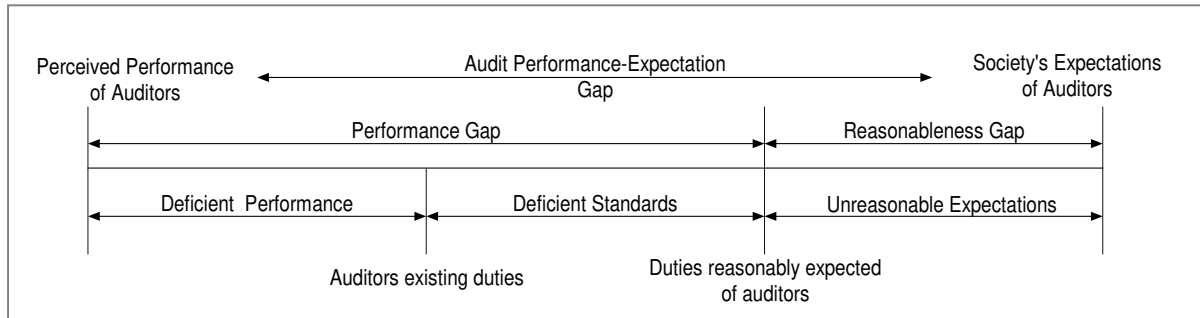 Perceived Performance
of Auditors
Audit Performance-Expectation
Gap
Society's Expectations
of Auditors
Performance Gap
Reasonableness Gap
Deficient Performance
Deficient Standards
Unreasonable Expectations
Auditors existing duties
Duties reasonably expected
of auditors